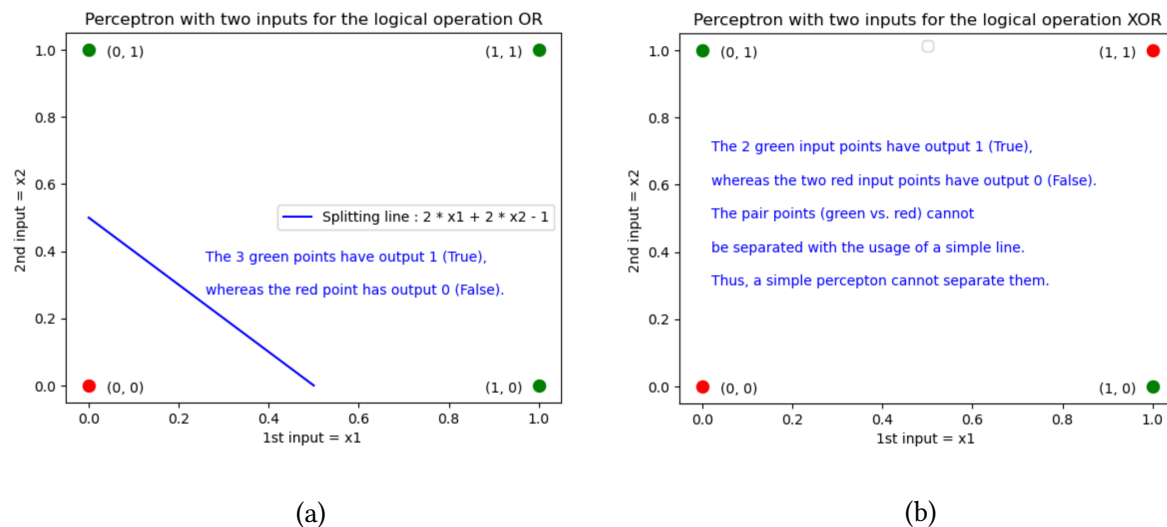 Perceptron with two inputs for the logical operation OR
1.0
0.8
0.6
0.4
0.2
0.0
2nd input = x2
(0, 1)
(1, 1)
Splitting line : 2 * x1 + 2 * x2 - 1
The 3 green points have output 1 (True),
whereas the red point has output 0 (False).
(0, 0)
(1, 0)
0.0 0.2 0.4 0.6 0.8 1.0
1st input = x1
(a)
Perceptron with two inputs for the logical operation XOR
1.0
0.8
0.6
0.4
0.2
0.0
2nd input = x2
(0, 1)
(1, 1)
The 2 green input points have output 1 (True),
whereas the two red input points have output 0 (False).
The pair points (green vs. red) cannot
be separated with the usage of a simple line.
Thus, a simple percepton cannot separate them.
(0, 0)
(1, 0)
0.0 0.2 0.4 0.6 0.8 1.0
1st input = x1
(b)